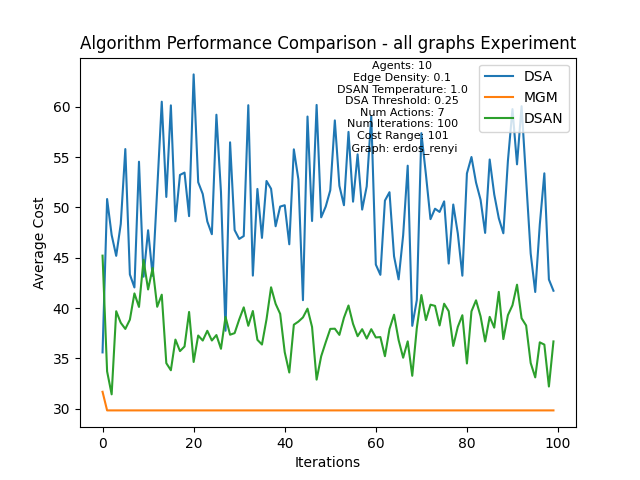 Algorithm Performance Comparison - all graphs Experiment
Agents: 10
Edge Density: 0.1
DSAN Temperature: 1.0
DSA Threshold: 0.25
Num Actions: 7
Num Iterations: 100
Cost Range: 101
Graph: erdos_renyi
DSA
MGM
DSAN
Average Cost
60
55
50
45
40
35
30
0
20
40
60
80
100
Iterations